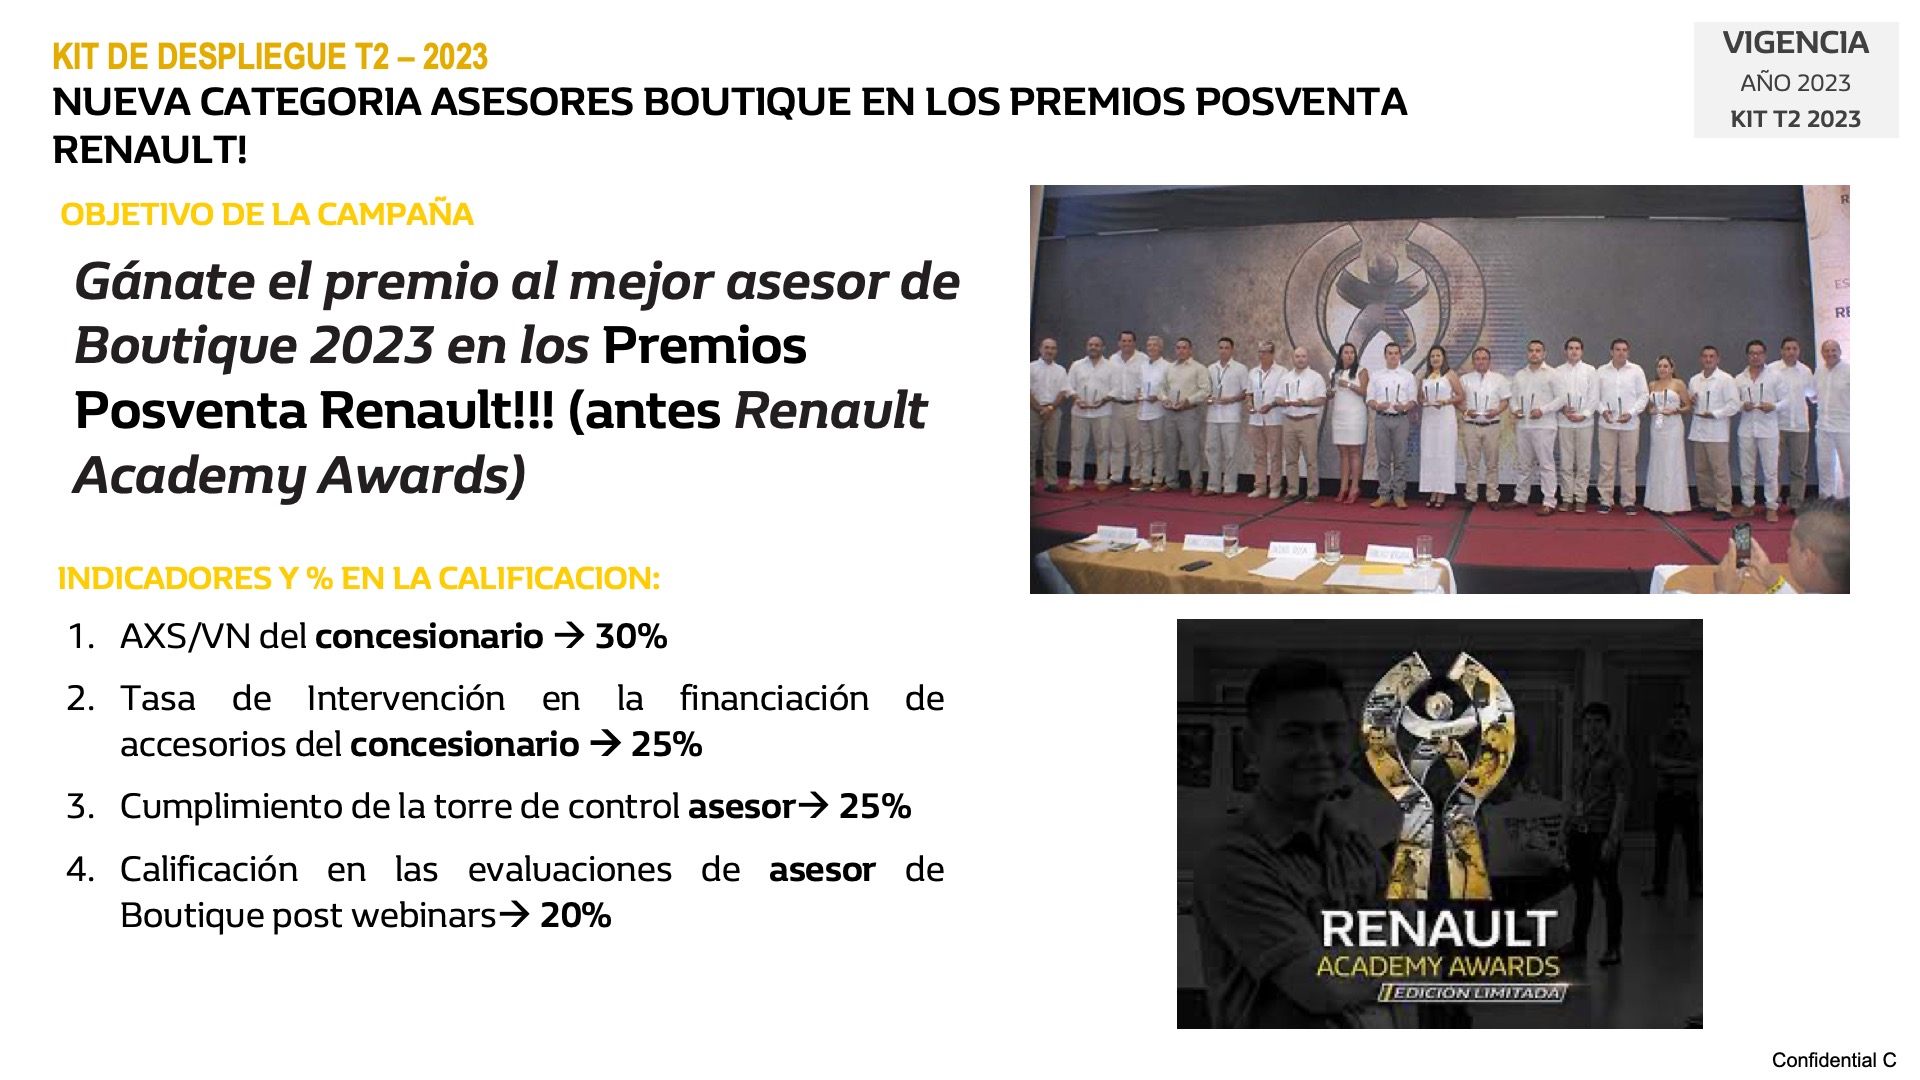 KIT DE DESPLIEGUE T2 – 2023
NUEVA CATEGORIA ASESORES BOUTIQUE EN LOS PREMIOS POSVENTA
RENAULT!
VIGENCIA
AÑO 2023
KIT T2 2023
OBJETIVO DE LA CAMPAÑA
Gánate el premio al mejor asesor de
Boutique 2023 en los Premios
Posventa Renault!!! (antes Renault
Academy Awards)
INDICADORES Y % EN LA CALIFICACION:
1. AXS/VN del concesionario → 30%
2. Tasa de Intervención en la financiación de
accesorios del concesionario → 25%
3. Cumplimiento de la torre de control asesor→ 25%
4. Calificación en las evaluaciones de asesor de
Boutique post webinars→ 20%
RENAULT
ACADEMY AWARDS
EDICIÓN LIMITADA
Confidential C